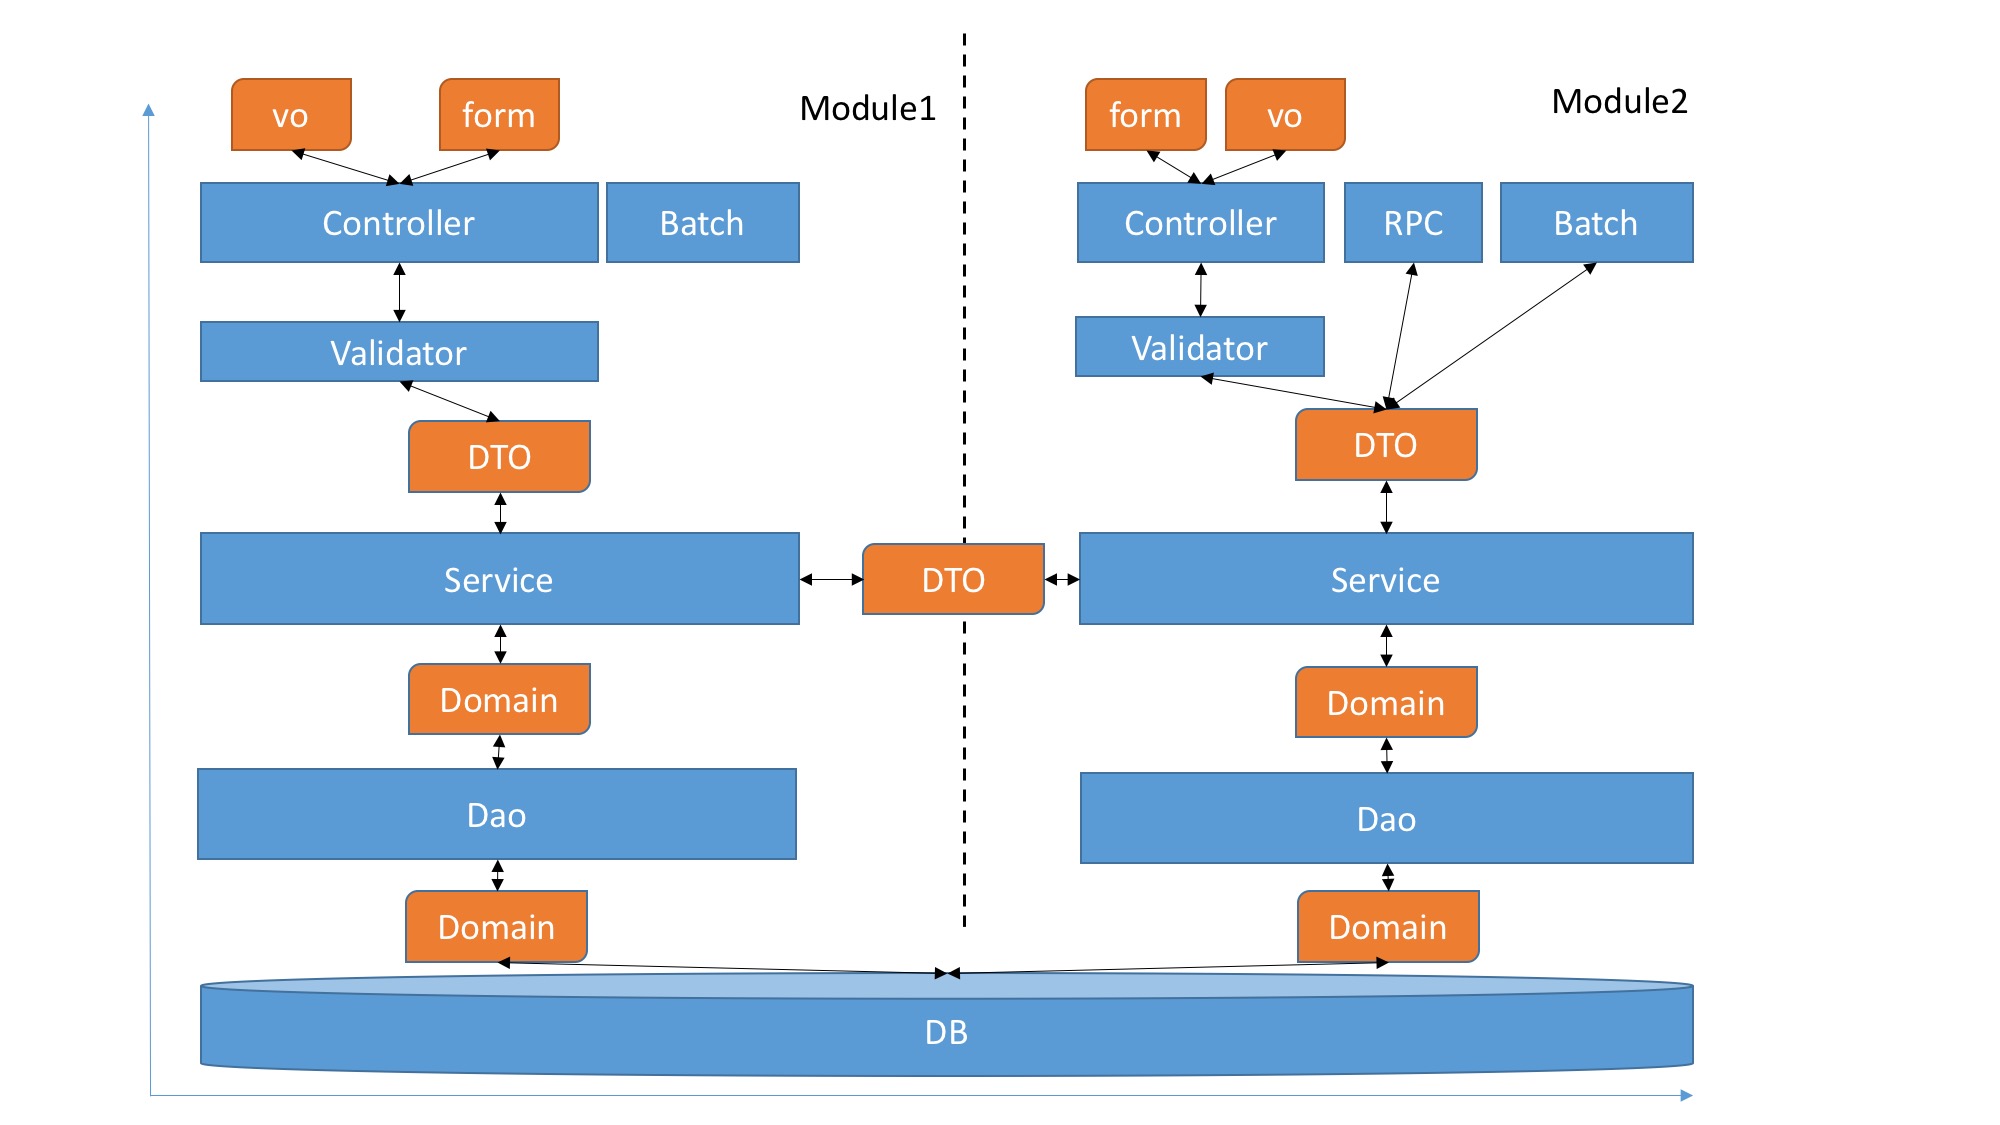 vo
form
Module1
form
vo
Module2
Controller
Batch
Controller
RPC
Batch
Validator
Validator
DTO
DTO
Service
DTO
Service
Domain
Domain
Dao
Dao
Domain
Domain
DB